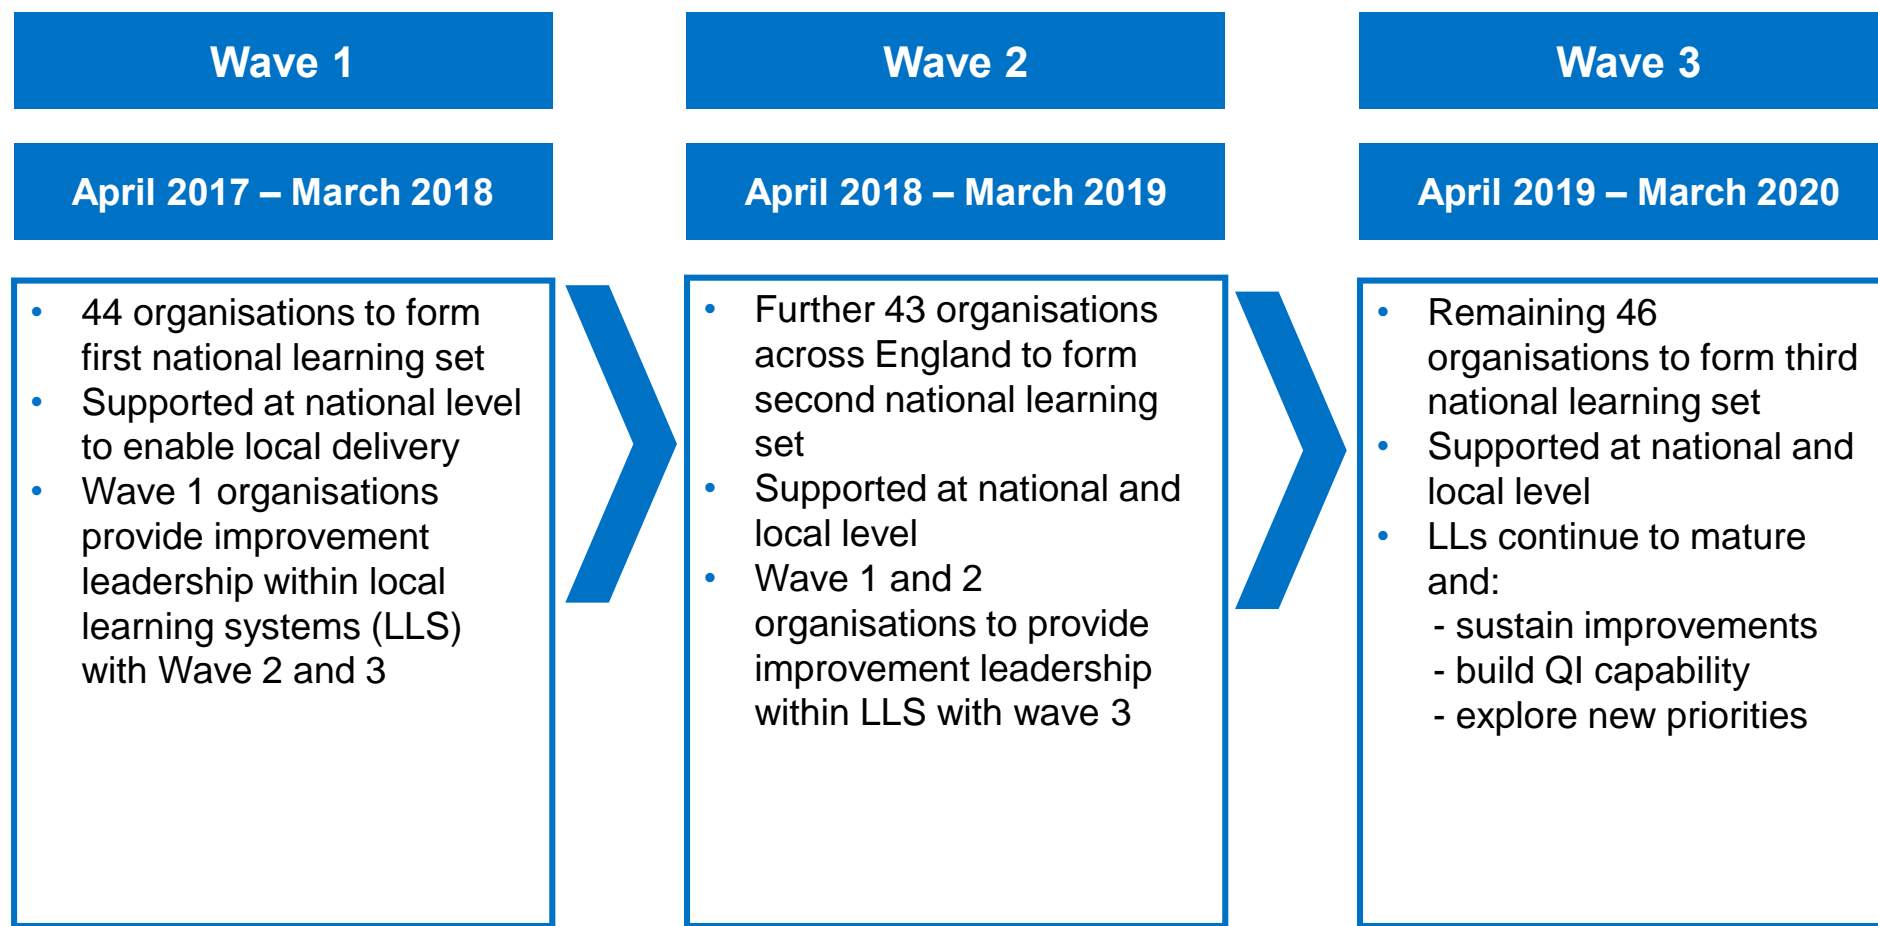 Wave 1
April 2017 – March 2018
• 44 organisations to form
first national learning set
• Supported at national level
to enable local delivery
• Wave 1 organisations
provide improvement
leadership within local
learning systems (LLS)
with Wave 2 and 3
Wave 2
April 2018 – March 2019
• Further 43 organisations
across England to form
second national learning
set
• Supported at national and
local level
• Wave 1 and 2
organisations to provide
improvement leadership
within LLS with wave 3
Wave 3
April 2019 – March 2020
• Remaining 46
organisations to form third
national learning set
• Supported at national and
local level
• LLs continue to mature
and:
- sustain improvements
- build QI capability
- explore new priorities